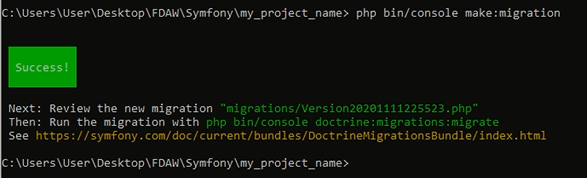 C:\Users\User\Desktop\FDAW\Symfony\my_project_name> php bin/console make:migration
Success!
Next: Review the new migration "migrations/Version20201111225523.php"
Then: Run the migration with php bin/console doctrine:migrations:migrate
See https://symfony.com/doc/current/bundles/DoctrineMigrationsBundle/index.html
C:\Users\User\Desktop\FDAW\Symfony\my_project_name>